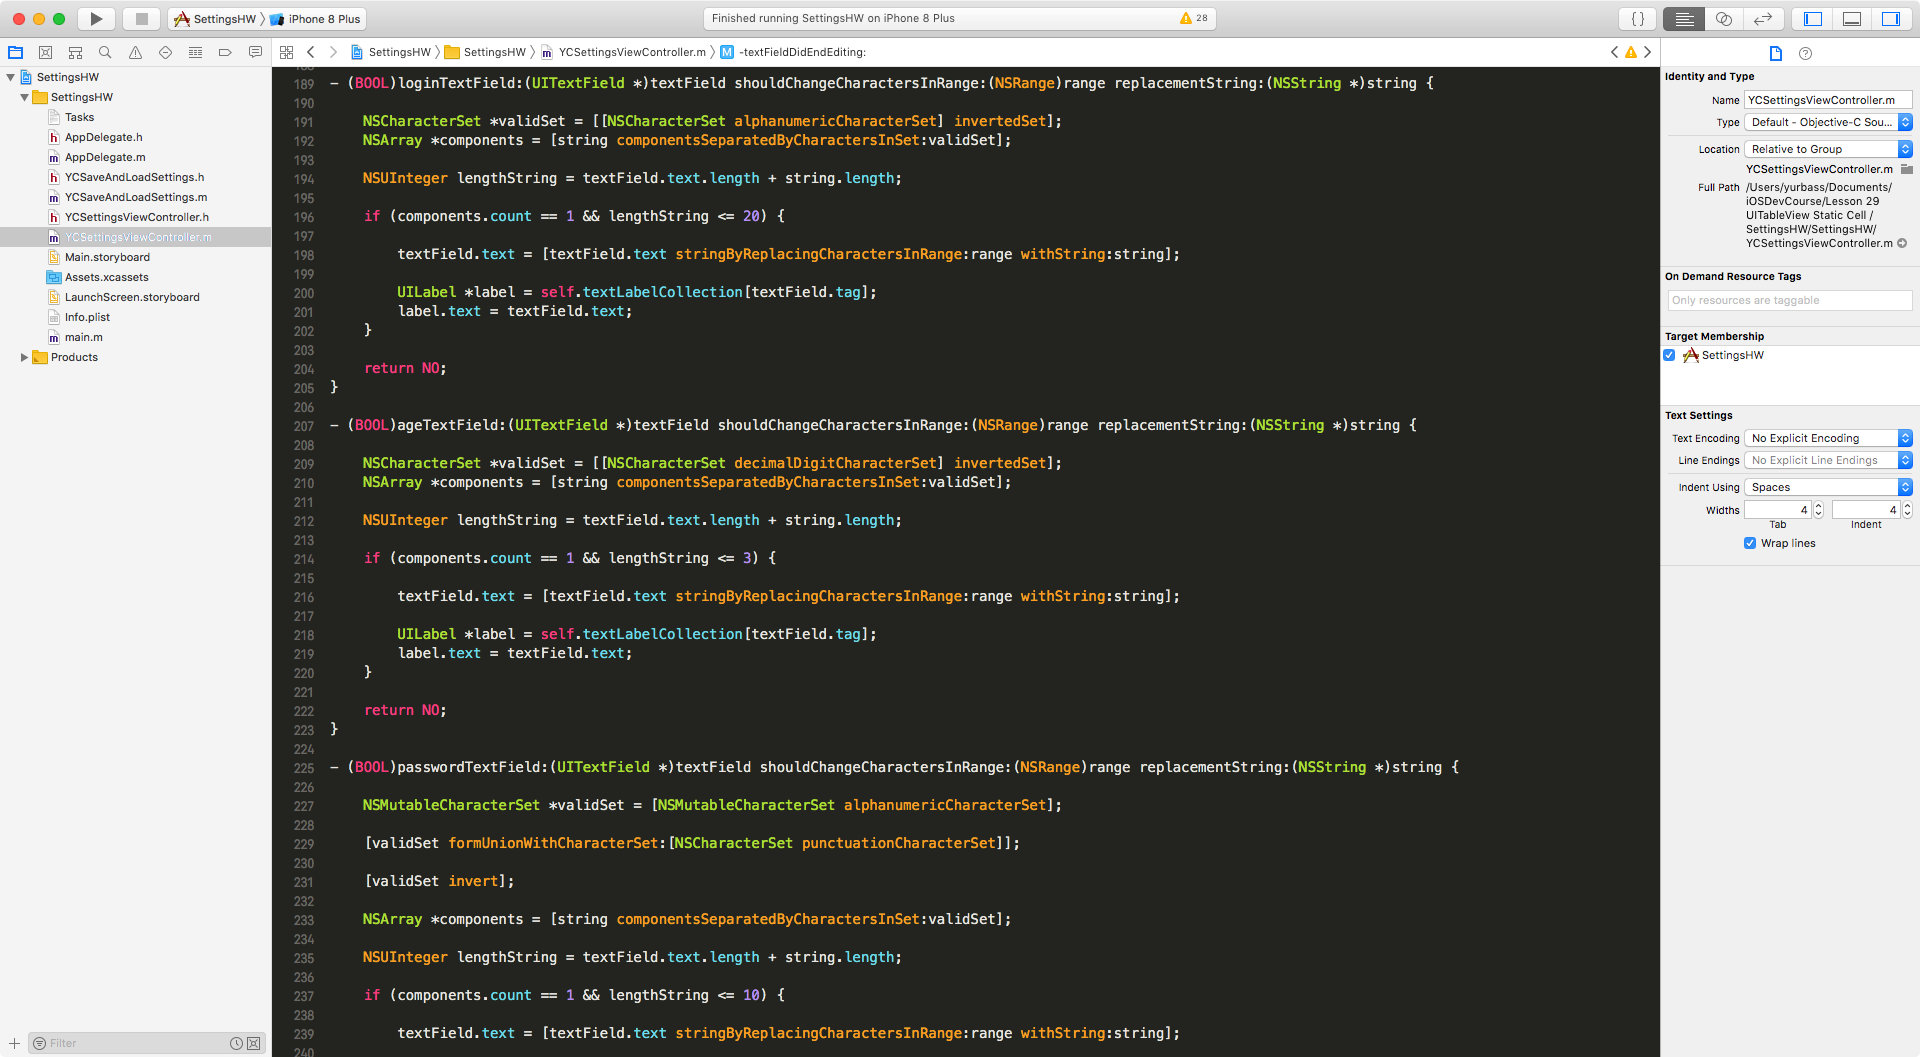 SettingsHW iPhone 8 Plus
Finished running SettingsHW on iPhone 8 Plus
28
{ }
SettingsHW SettingsHW YCSettingsViewController.m M -textFieldDidEndEditing:
SettingsHW
SettingsHW
Tasks
AppDelegate.h
AppDelegate.m
YCSaveAndLoadSettings.h
YCSaveAndLoadSettings.m
YCSettingsViewController.h
YCSettingsViewController.m
Main.storyboard
Assets.xcassets
LaunchScreen.storyboard
Info.plist
main.m
Products
Filter
189 - (BOOL)loginTextField:(UITextField *)textField shouldChangeCharactersInRange:(NSRange)range replacementString:(NSString *)string {
190
191 NSCharacterSet *validSet = [[NSCharacterSet alphanumericCharacterSet] invertedSet];
192 NSArray *components = [string componentsSeparatedByCharactersInSet:validSet];
193
194 NSUInteger lengthString = textField.text.length + string.length;
195
196 if (components.count == 1 && lengthString <= 20) {
197
198 textField.text = [textField.text stringByReplacingCharactersInRange:range withString:string];
199
200 UILabel *label = self.textLabelCollection[textField.tag];
201 label.text = textField.text;
202 }
203
204 return NO;
205 }
206
207 - (BOOL)ageTextField:(UITextField *)textField shouldChangeCharactersInRange:(NSRange)range replacementString:(NSString *)string {
208
209 NSCharacterSet *validSet = [[NSCharacterSet decimalDigitCharacterSet] invertedSet];
210 NSArray *components = [string componentsSeparatedByCharactersInSet:validSet];
211
212 NSUInteger lengthString = textField.text.length + string.length;
213
214 if (components.count == 1 && lengthString <= 3) {
215
216 textField.text = [textField.text stringByReplacingCharactersInRange:range withString:string];
217
218 UILabel *label = self.textLabelCollection[textField.tag];
219 label.text = textField.text;
220 }
221
222 return NO;
223 }
224
225 - (BOOL)passwordTextField:(UITextField *)textField shouldChangeCharactersInRange:(NSRange)range replacementString:(NSString *)string {
226
227 NSMutableCharacterSet *validSet = [NSMutableCharacterSet alphanumericCharacterSet];
228
229 [validSet formUnionWithCharacterSet:[NSCharacterSet punctuationCharacterSet]];
230
231 [validSet invert];
232
233 NSArray *components = [string componentsSeparatedByCharactersInSet:validSet];
234
235 NSUInteger lengthString = textField.text.length + string.length;
236
237 if (components.count == 1 && lengthString <= 10) {
238
239 textField.text = [textField.text stringByReplacingCharactersInRange:range withString:string];
240
Identity and Type
Name YCSettingsViewController.m
Type Default - Objective-C Sou...
Location Relative to Group
YCSettingsViewController.m
Full Path /Users/yurbass/Documents/
iOSDevCourse/Lesson 29
UITableView Static Cell /
SettingsHW/SettingsHW/
YCSettingsViewController.m
On Demand Resource Tags
Only resources are taggable
Target Membership
SettingsHW
Text Settings
Text Encoding No Explicit Encoding
Line Endings No Explicit Line Endings
Indent Using Spaces
Widths 4 4
Tab Indent
Wrap lines